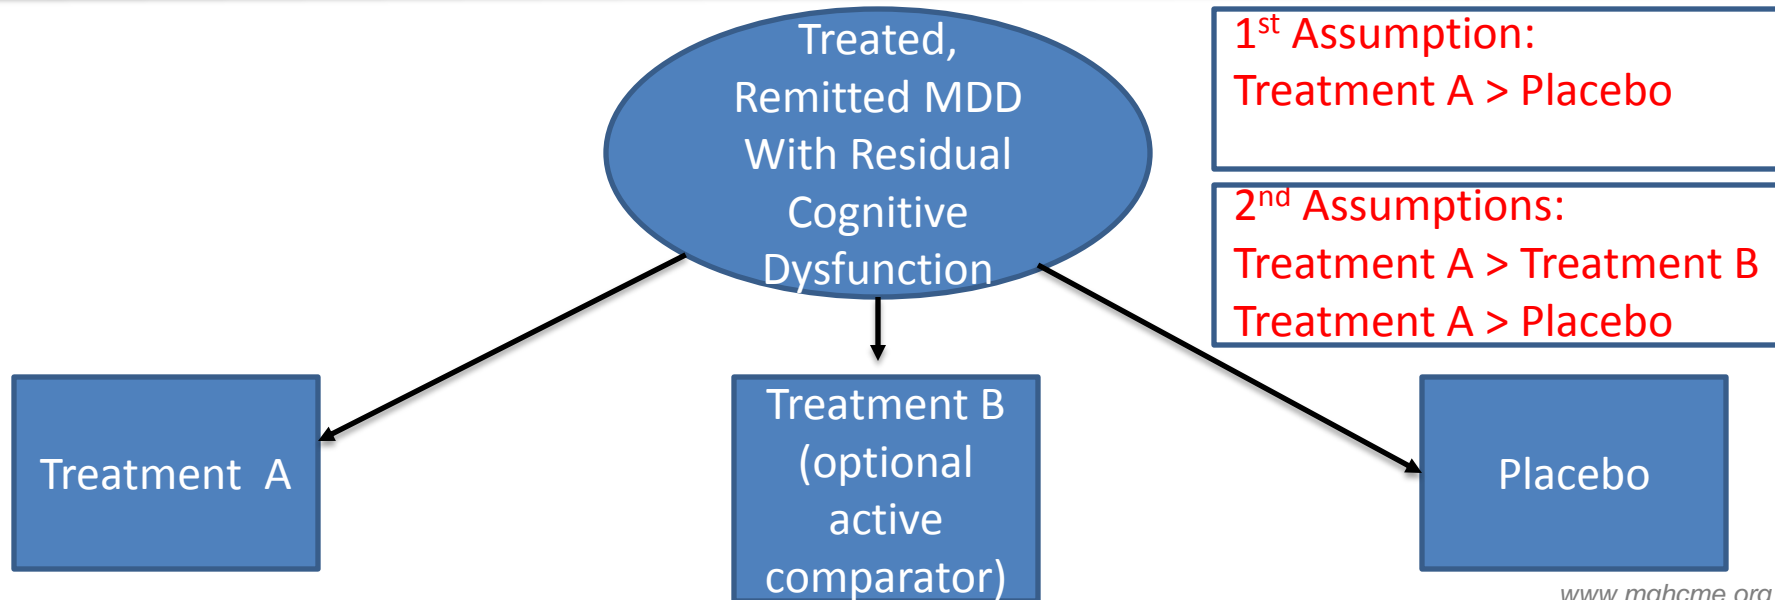 Treated,
Remitted MDD
With Residual
Cognitive
Dysfunction
1st Assumption:
Treatment A > Placebo
2nd Assumptions:
Treatment A > Treatment B
Treatment A > Placebo
Treatment A
Treatment B
(optional
active
comparator)
Placebo
www.mghcme.org